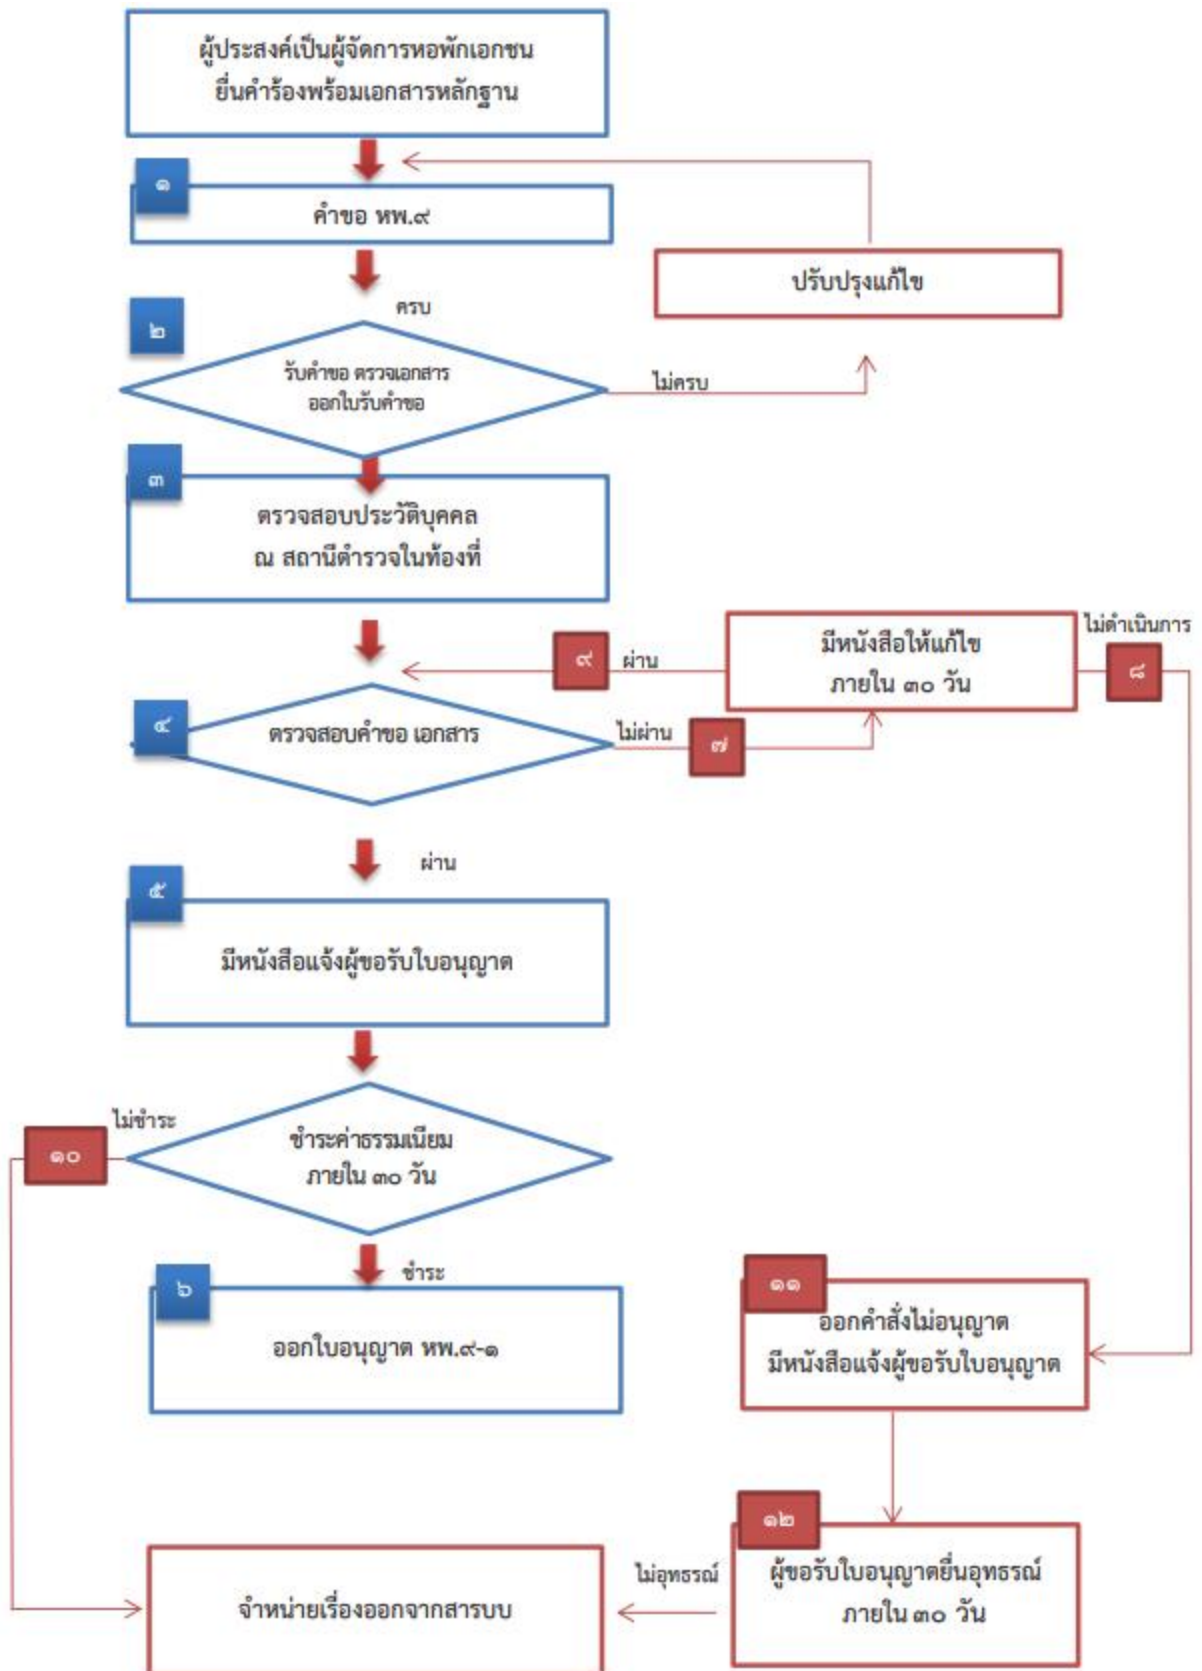 ผู้ประสงค์เป็นผู้จัดการหอพักเอกชน
ยื่นคำร้องพร้อมเอกสารหลักฐาน
๑
คำขอ หพ.๙
ปรับปรุงแก้ไข
ครบ
๒
รับคำขอ ตรวจเอกสาร
ออกใบรับคำขอ
ไม่ครบ
๓
ตรวจสอบประวัติบุคคล
ณ สถานีตำรวจในท้องที่
ไม่ดำเนินการ
มีหนังสือให้แก้ไข
ภายใน ๓๐ วัน
๙
ผ่าน
๘
๔
ตรวจสอบคำขอ เอกสาร
ไม่ผ่าน
๗
ผ่าน
๕
มีหนังสือแจ้งผู้ขอรับใบอนุญาต
ไม่ชำระ
๑๐
ชำระค่าธรรมเนียม
ภายใน ๓๐ วัน
ชำระ
๖
ออกใบอนุญาต หพ.๙-๑
๑๑
ออกคำสั่งไม่อนุญาต
มีหนังสือแจ้งผู้ขอรับใบอนุญาต
๑๒
ผู้ขอรับใบอนุญาตยื่นอุทธรณ์
ภายใน ๓๐ วัน
ไม่อุทธรณ์
จำหน่ายเรื่องออกจากสารบบ